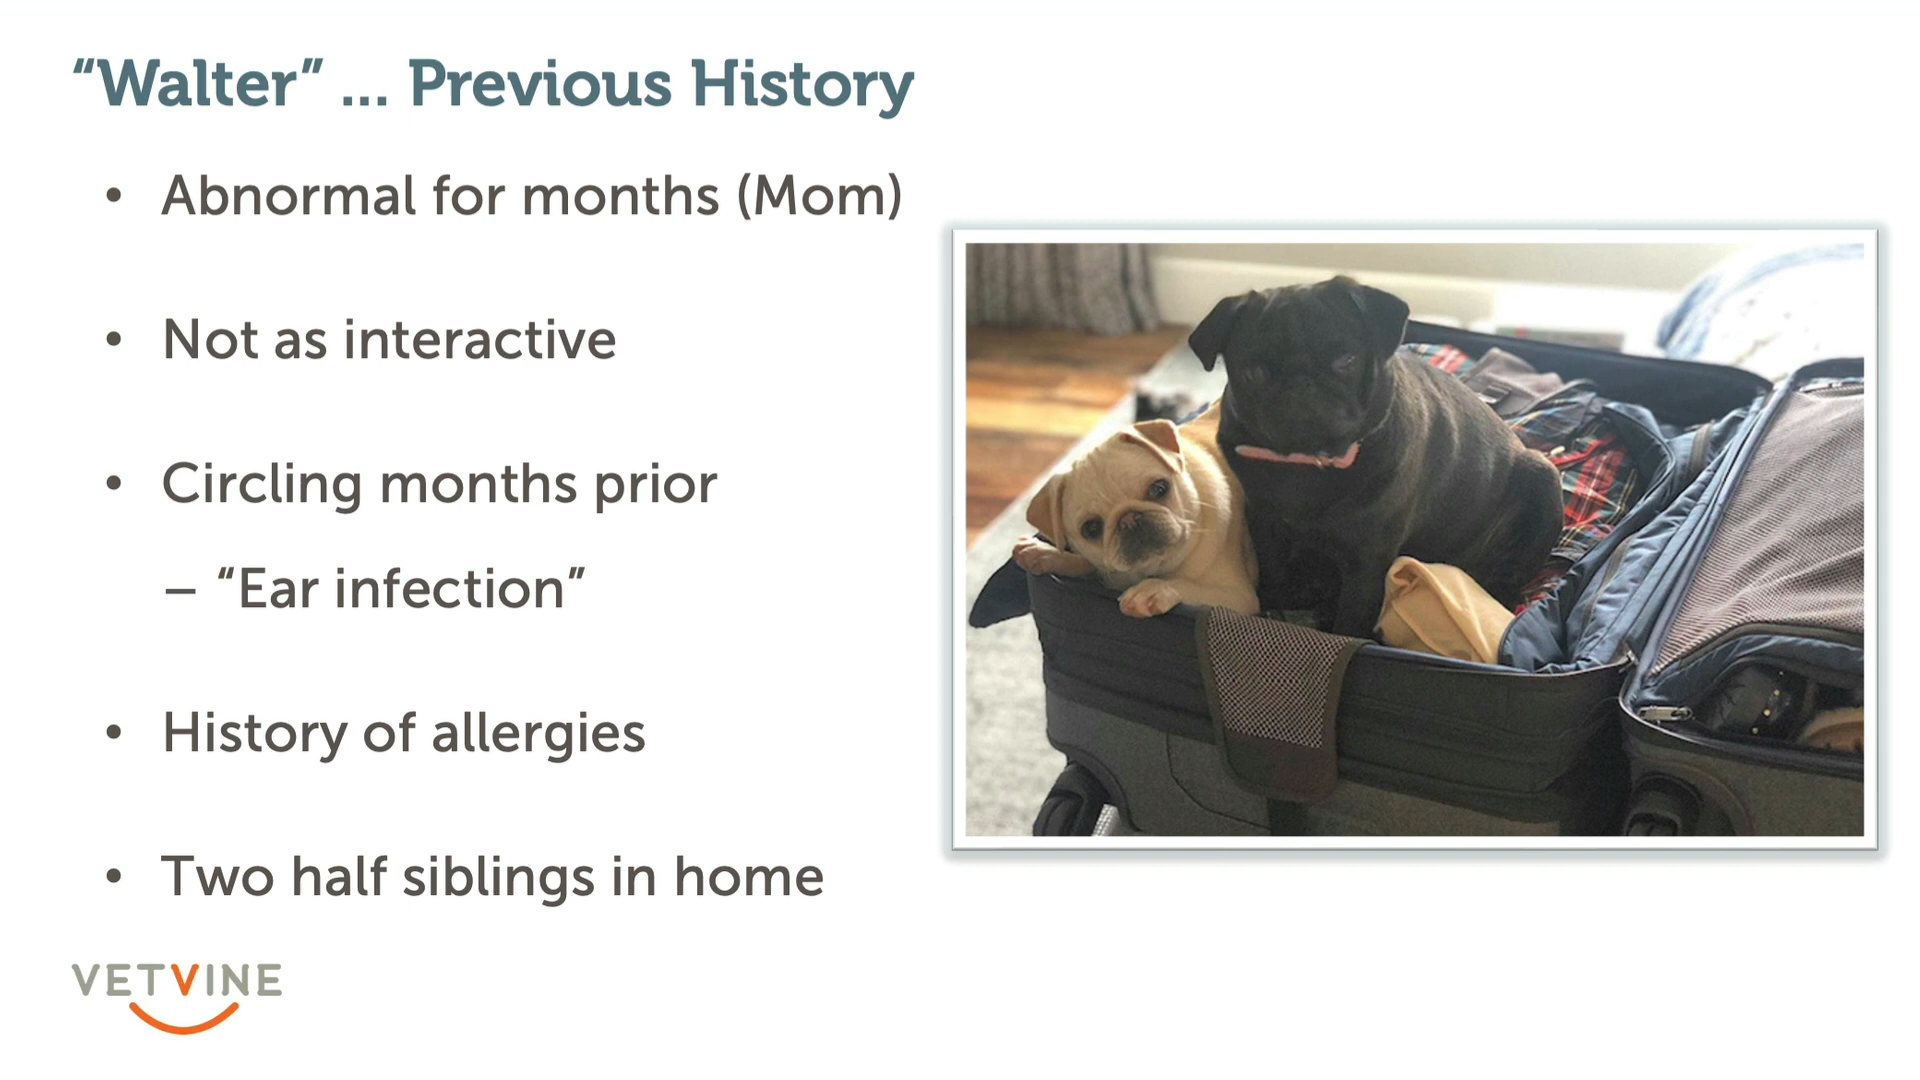 “Walter” ... Previous History
• Abnormal for months (Mom)
• Not as interactive
• Circling months prior
– “Ear infection”
• History of allergies
• Two half siblings in home
VETVINE